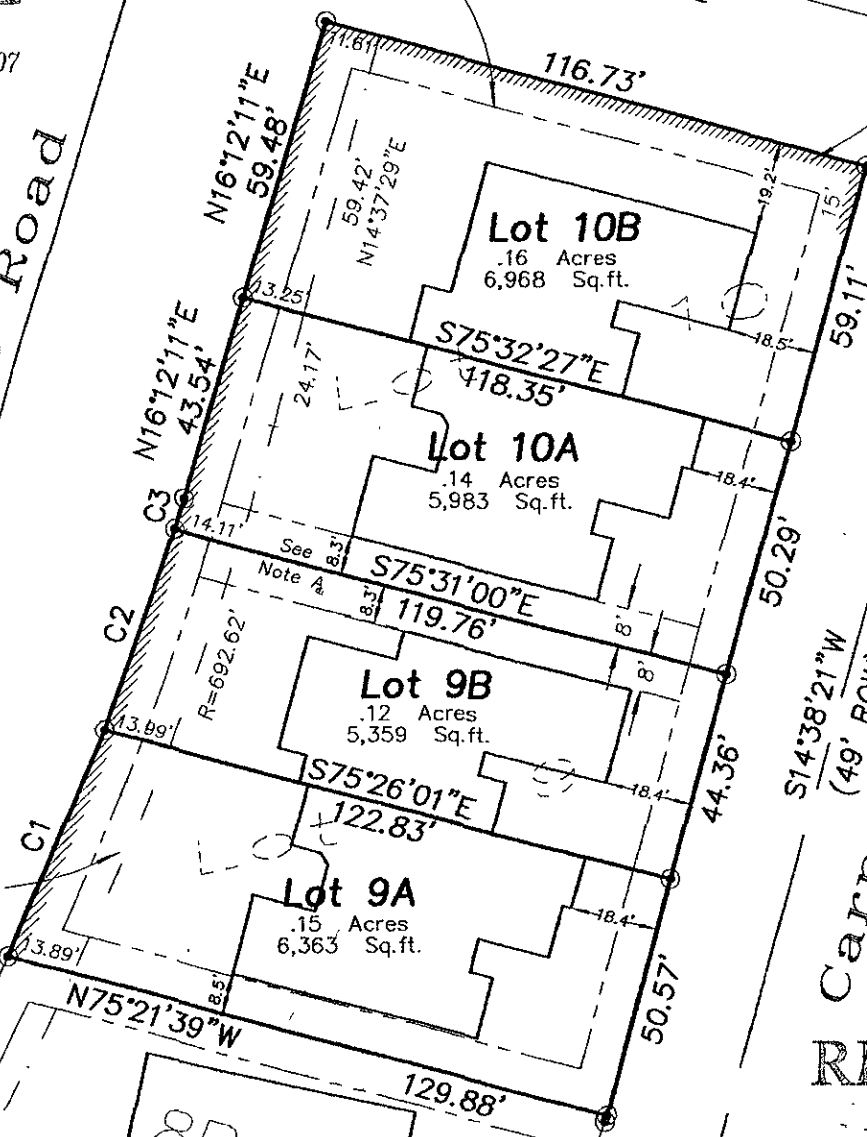 07
Road
11.61'
116.73'
N16°12'11"E
59.48'
59.42'
N14°37'29"E
19.2'
15'
Lot 10B
.16 Acres
6,968 Sq.ft.
59.11'
18.5'
13.25'
S75°32'27"E
118.35'
N16°12'11"E
43.54'
24.17'
Lot 10A
.14 Acres
5,983 Sq.ft.
18.4'
50.29'
C3
14.11'
See
Note A
8.3'
8.3'
S75°31'00"E
119.76'
8'
8'
C2
R=692.62'
Lot 9B
.12 Acres
5,359 Sq.ft.
18.4'
44.36'
S14°38'21"W
(49' ROW)
13.99'
S75°26'01"E
122.83'
C1
Lot 9A
.15 Acres
6,363 Sq.ft.
18.4'
50.57'
13.89'
8.5'
N75°21'39"W
129.88'